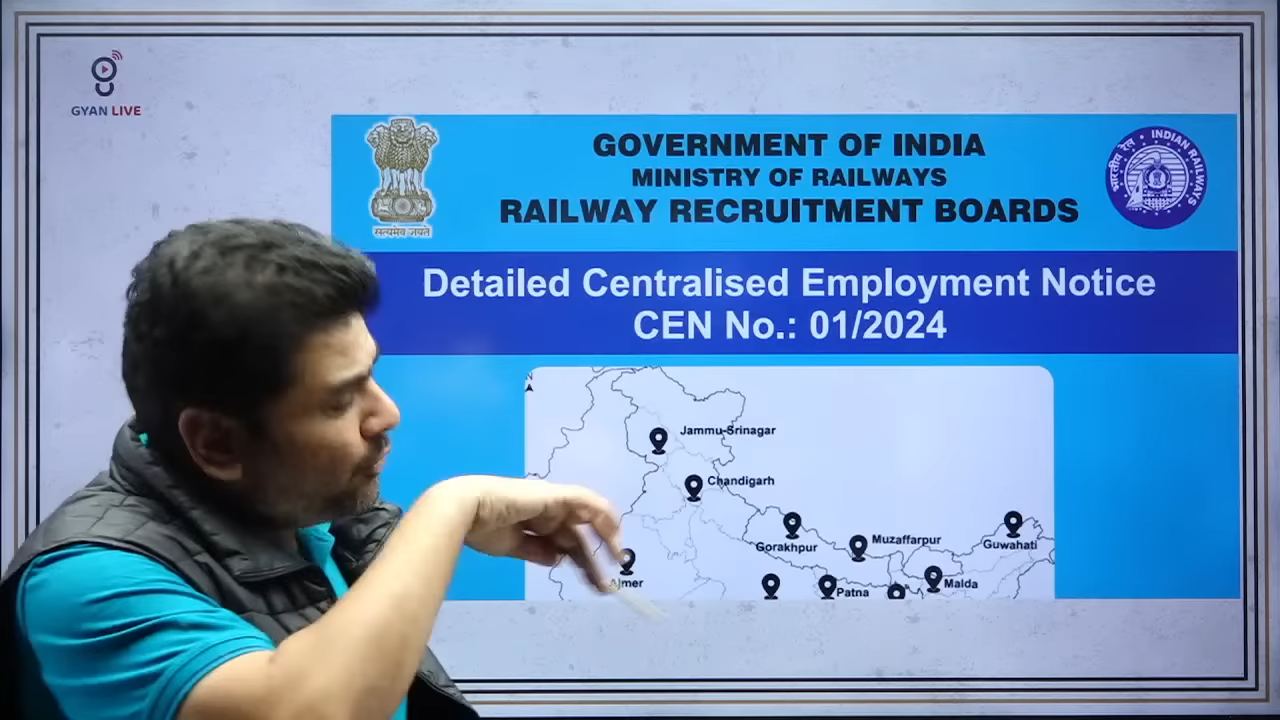 GYAN LIVE
GOVERNMENT OF INDIA
MINISTRY OF RAILWAYS
RAILWAY RECRUITMENT BOARDS
सत्यमेव जयते
भारतीय रेल • INDIAN RAILWAYS
Detailed Centralised Employment Notice
CEN No.: 01/2024
N
Jammu-Srinagar
Chandigarh
Gorakhpur
Muzaffarpur
Guwahati
Ajmer
Patna
Malda